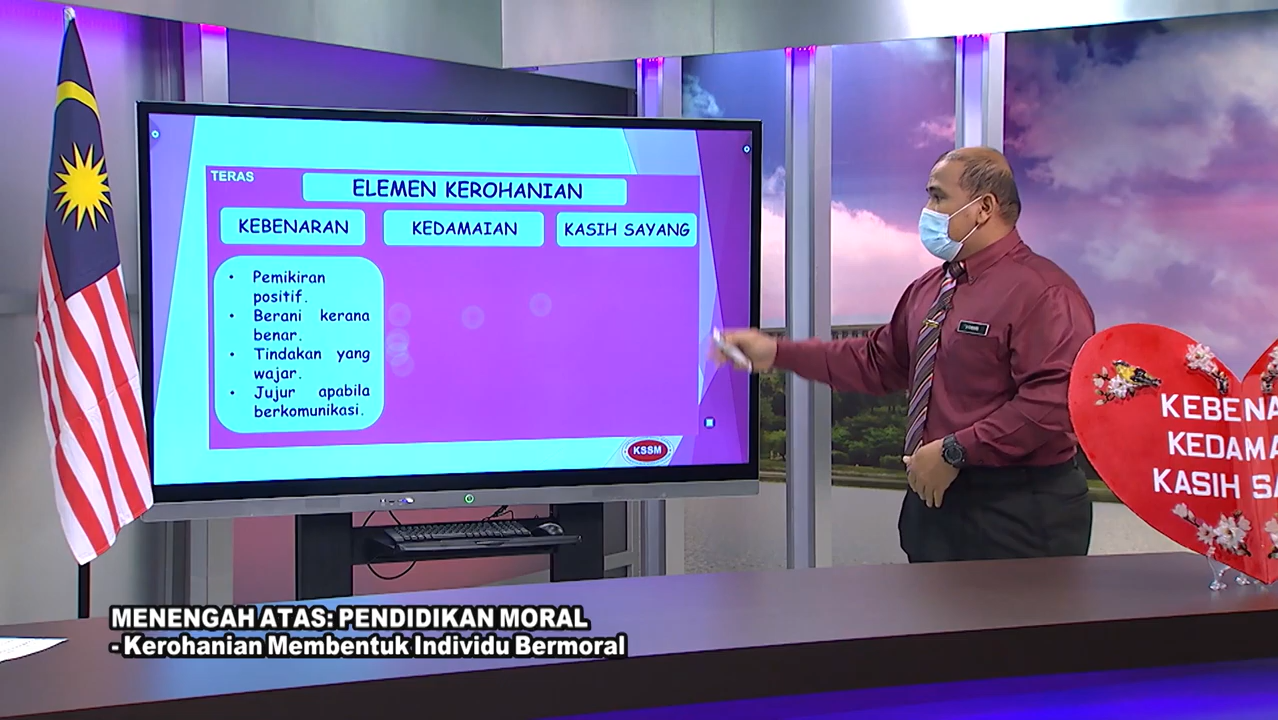 TERAS
ELEMEN KEROHANIAN
KEBENARAN
KEDAMAIAN
KASIH SAYANG
• Pemikiran
positif.
• Berani kerana
benar.
• Tindakan yang
wajar.
• Jujur apabila
berkomunikasi.
KSSM
KEBENA
KEDAMA
KASIH SA
MENENGAH ATAS: PENDIDIKAN MORAL
- Kerohanian Membentuk Individu Bermoral